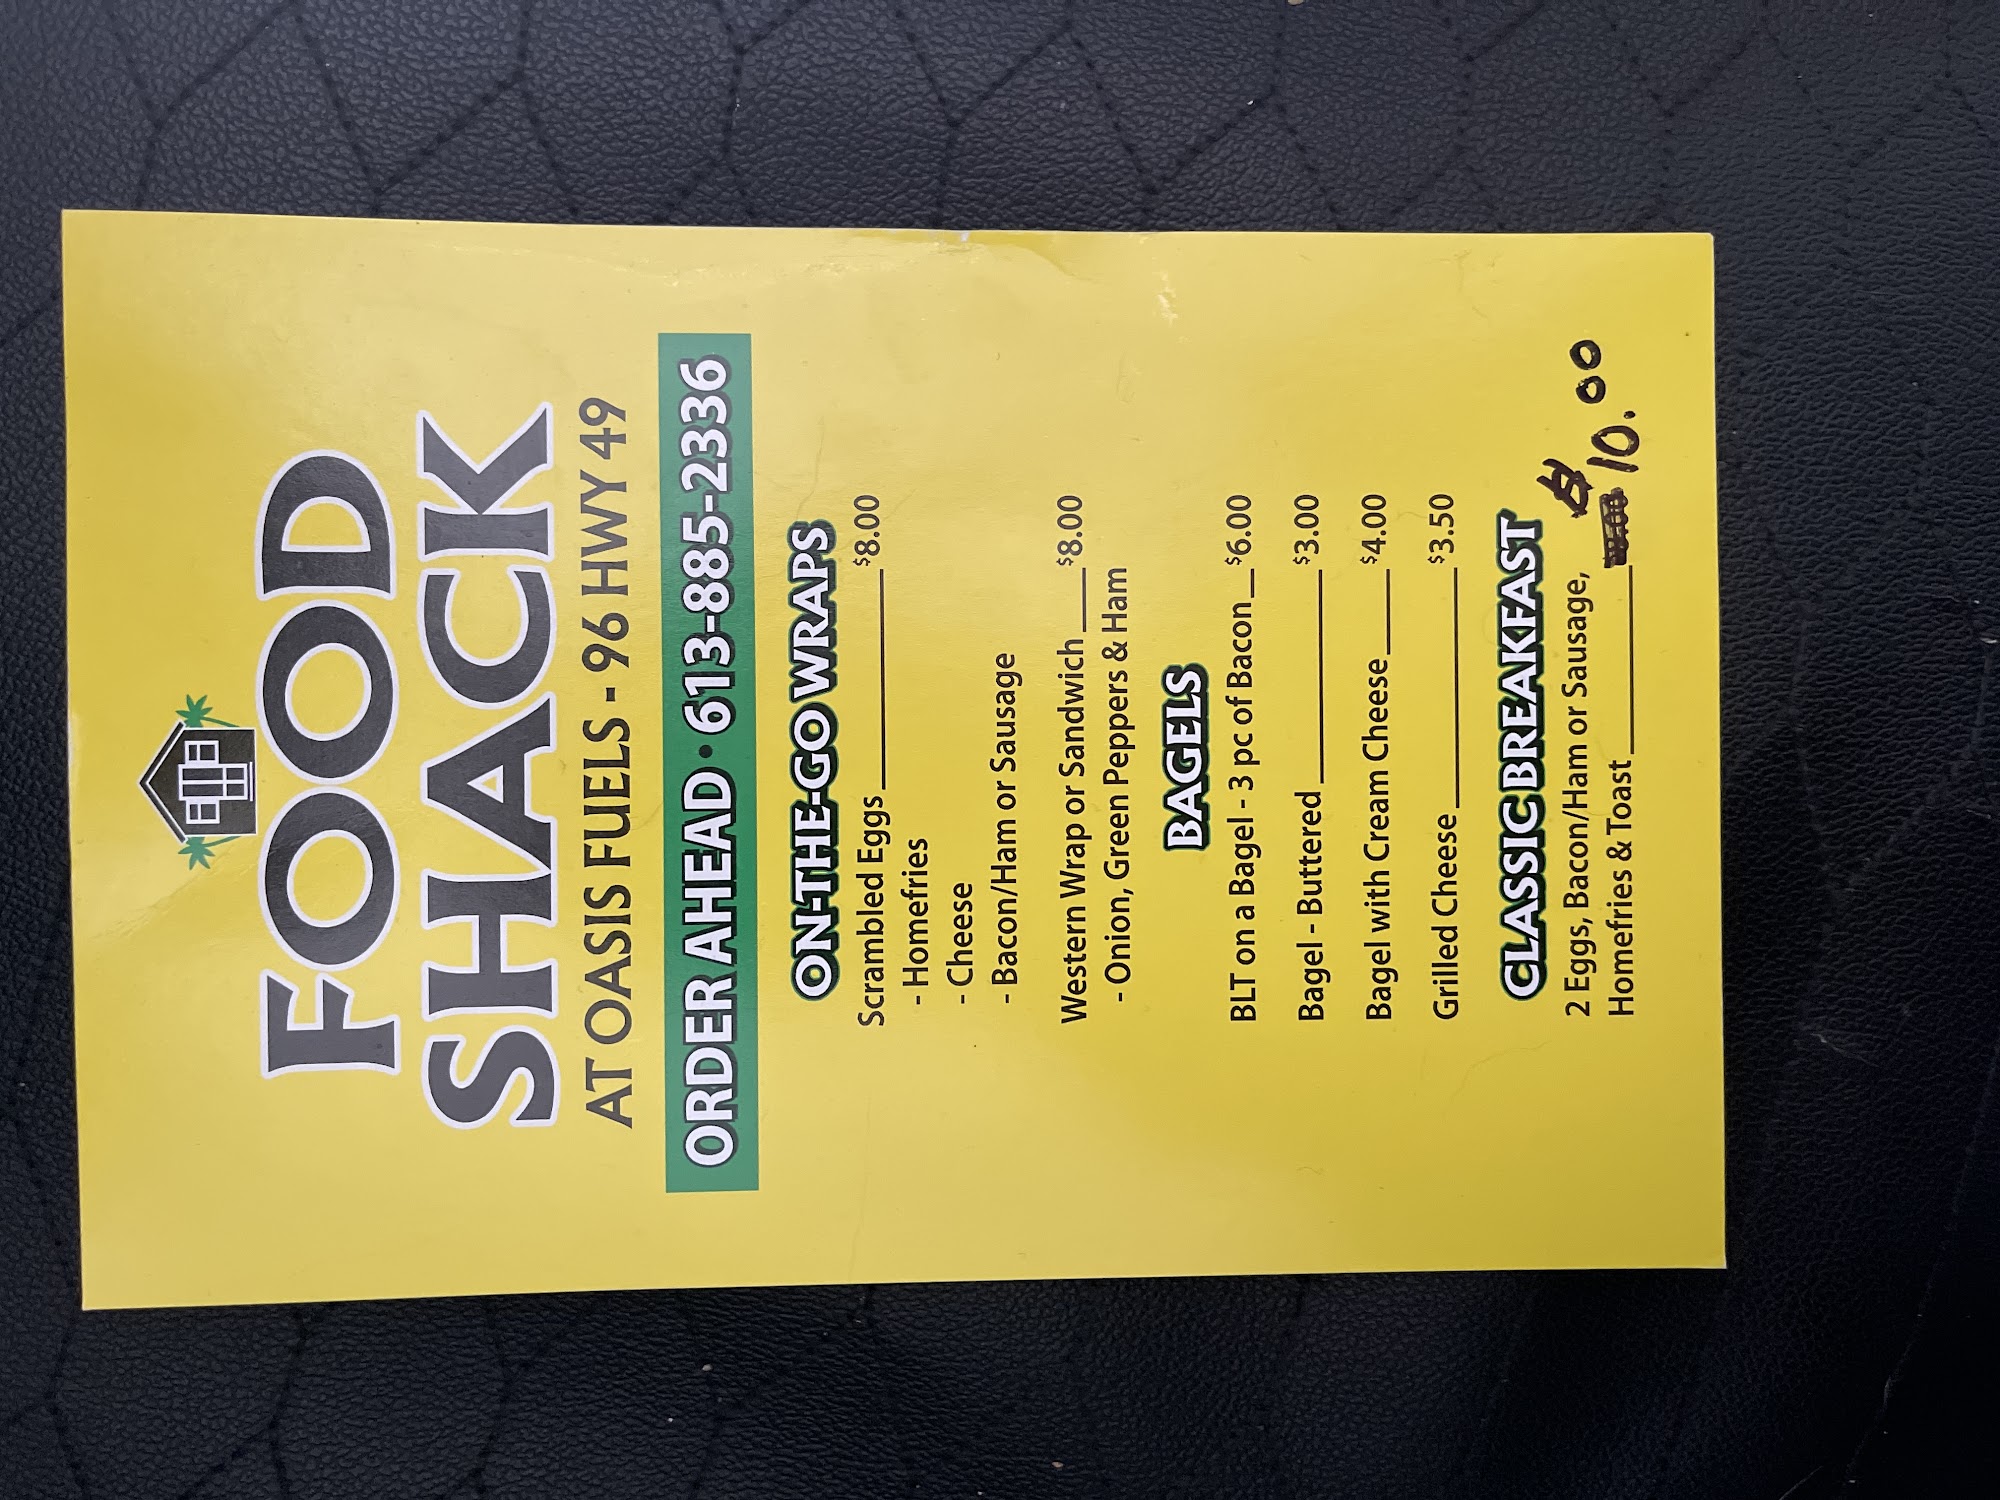 FOOD
SHACK
AT OASIS FUELS - 96 HWY 49
ORDER AHEAD • 613-885-2336
ON-THE-GO WRAPS
Scrambled Eggs $8.00
- Homefries
- Cheese
- Bacon/Ham or Sausage
Western Wrap or Sandwich $8.00
- Onion, Green Peppers & Ham
BAGELS
BLT on a Bagel - 3 pc of Bacon $6.00
Bagel - Buttered $3.00
Bagel with Cream Cheese $4.00
Grilled Cheese $3.50
CLASSIC BREAKFAST
2 Eggs, Bacon/Ham or Sausage,
Homefries & Toast $10.00